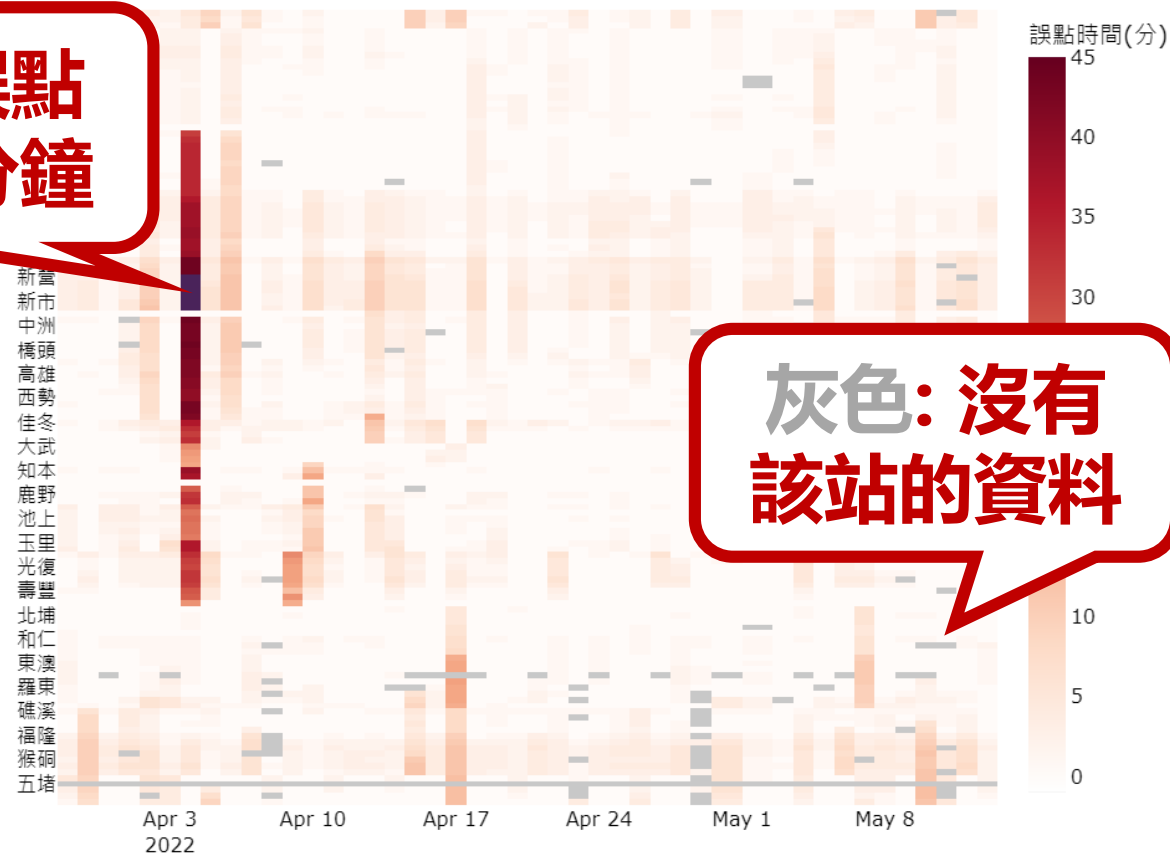 誤點
分鐘
新營
新市
中洲
橋頭
高雄
西勢
佳冬
大武
知本
鹿野
池上
玉里
光復
壽豐
北埔
和仁
東澳
羅東
礁溪
福隆
猴硐
五堵
Apr 3
2022
Apr 10
Apr 17
Apr 24
May 1
May 8
誤點時間(分)
45
40
35
30
10
5
0
灰色: 沒有
該站的資料